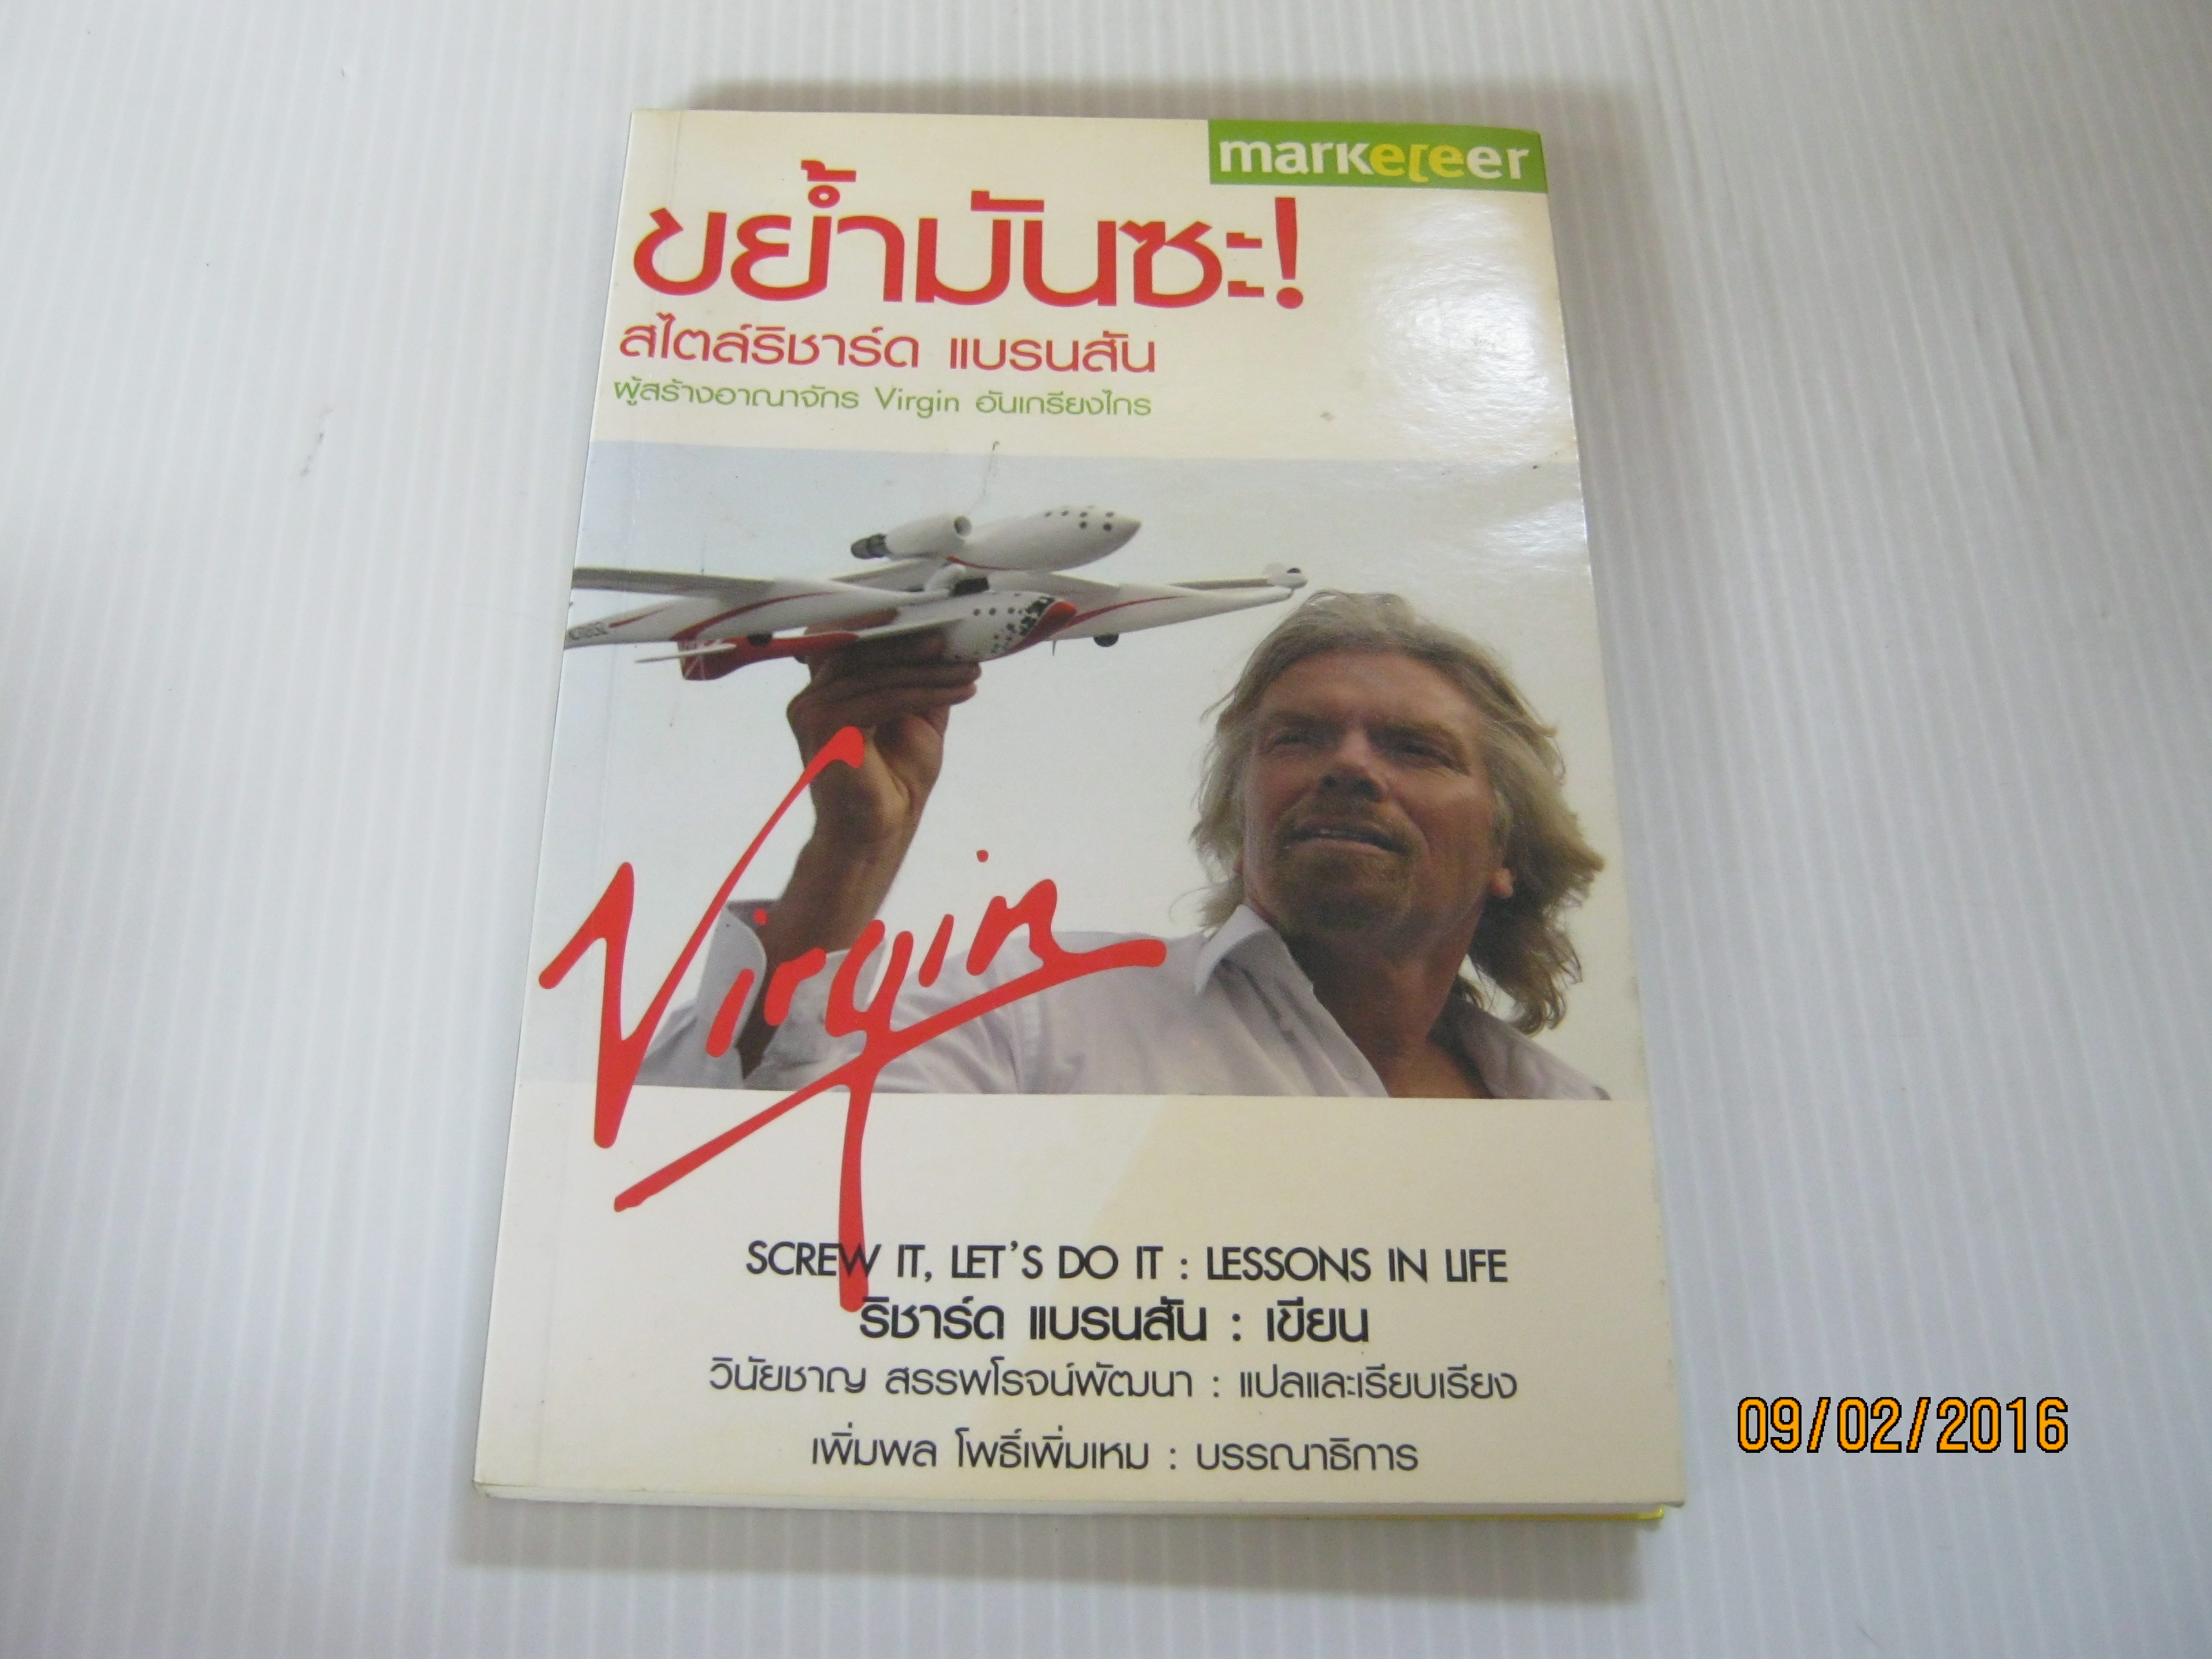 marketeer
ขย้ำมันซะ!
สไตล์ริชาร์ด แบรนสัน
ผู้สร้างอาณาจักร Virgin อันเกรียงไกร
Virgin
SCREW IT, LET'S DO IT : LESSONS IN LIFE
ริชาร์ด แบรนสัน : เขียน
วินัยชาญ สรรพโรจน์พัฒนา : แปลและเรียบเรียง
เพิ่มพล โพธิ์เพิ่มเหม : บรรณาธิการ
09/02/2016